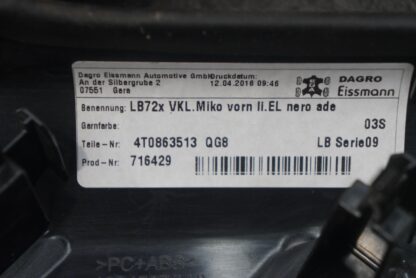 Dagro Eissmann Automotive GmbH Druckdatum:
An der Silbergrube 2 12.04.2016 09:46
07551 Gera
DAGRO
Eissmann
Benennung: LB72x VKL.Miko vorn li.EL nero ade
Garnfarbe: 03S
Teile-Nr: 4T0863513 QG8 LB Serie09
Prod-Nr: 716429
>PC+ABS<